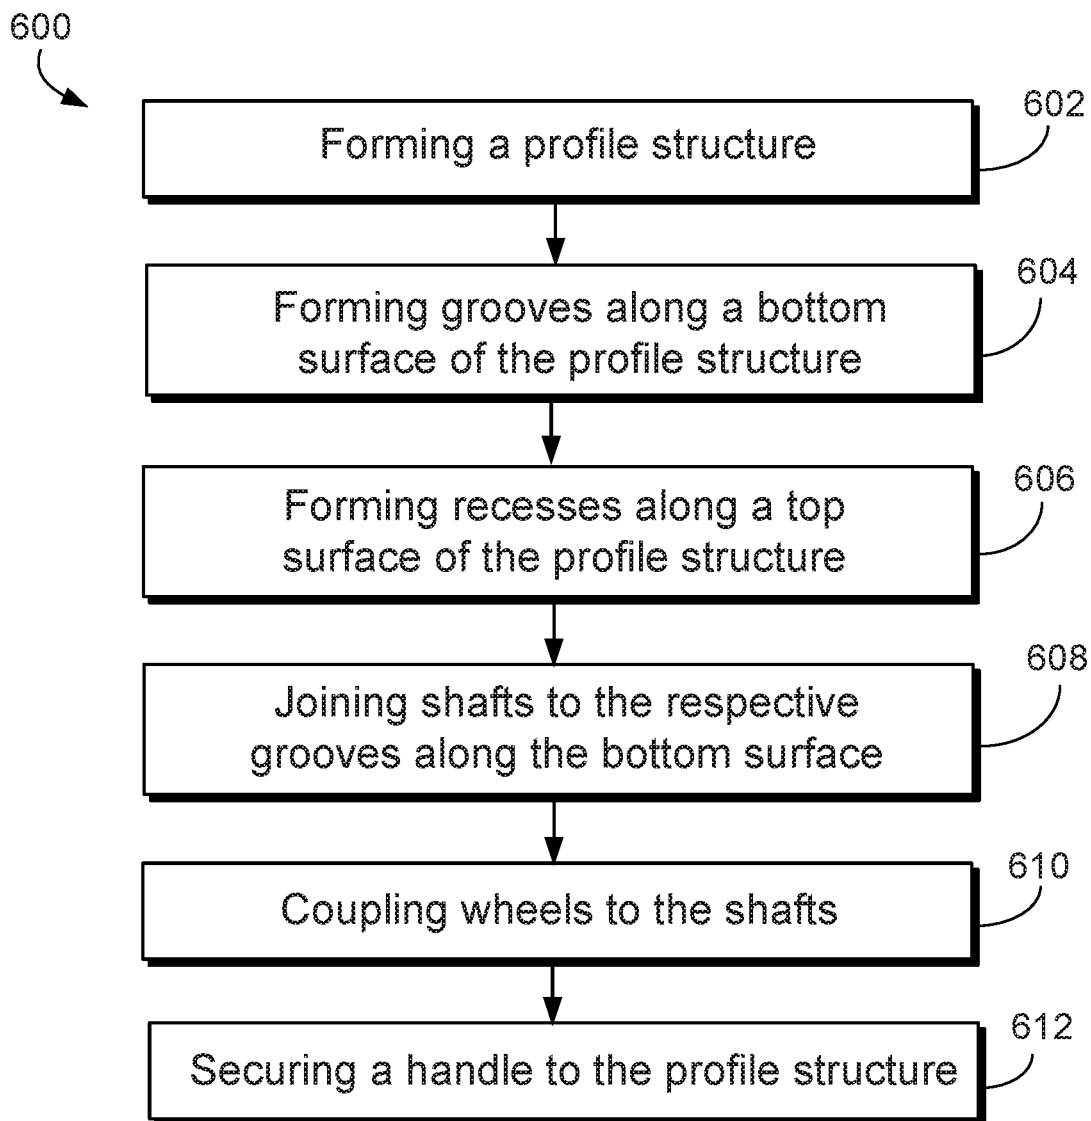 600
602
Forming a profile structure
604
Forming grooves along a bottom
surface of the profile structure
606
Forming recesses along a top
surface of the profile structure
608
Joining shafts to the respective
grooves along the bottom surface
610
Coupling wheels to the shafts
612
Securing a handle to the profile structure